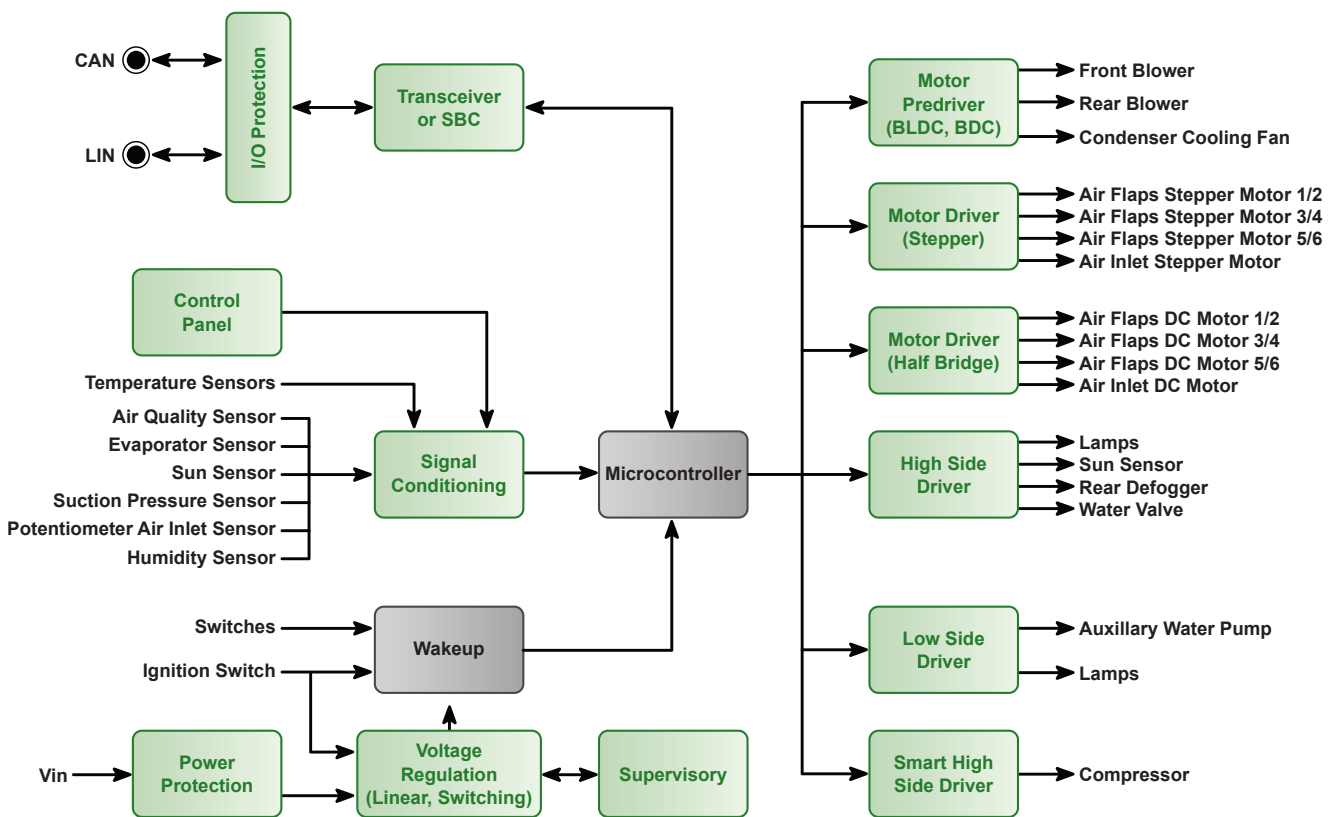 CAN
LIN
I/O Protection
Transceiver
or SBC
Control
Panel
Temperature Sensors
Air Quality Sensor
Evaporator Sensor
Sun Sensor
Suction Pressure Sensor
Potentiometer Air Inlet Sensor
Humidity Sensor
Signal
Conditioning
Microcontroller
Switches
Ignition Switch
Wakeup
Vin
Power
Protection
Voltage
Regulation
(Linear, Switching)
Supervisory
Motor
Predriver
(BLDC, BDC)
Front Blower
Rear Blower
Condenser Cooling Fan
Motor Driver
(Stepper)
Air Flaps Stepper Motor 1/2
Air Flaps Stepper Motor 3/4
Air Flaps Stepper Motor 5/6
Air Inlet Stepper Motor
Motor Driver
(Half Bridge)
Air Flaps DC Motor 1/2
Air Flaps DC Motor 3/4
Air Flaps DC Motor 5/6
Air Inlet DC Motor
High Side
Driver
Lamps
Sun Sensor
Rear Defogger
Water Valve
Low Side
Driver
Auxillary Water Pump
Lamps
Smart High
Side Driver
Compressor